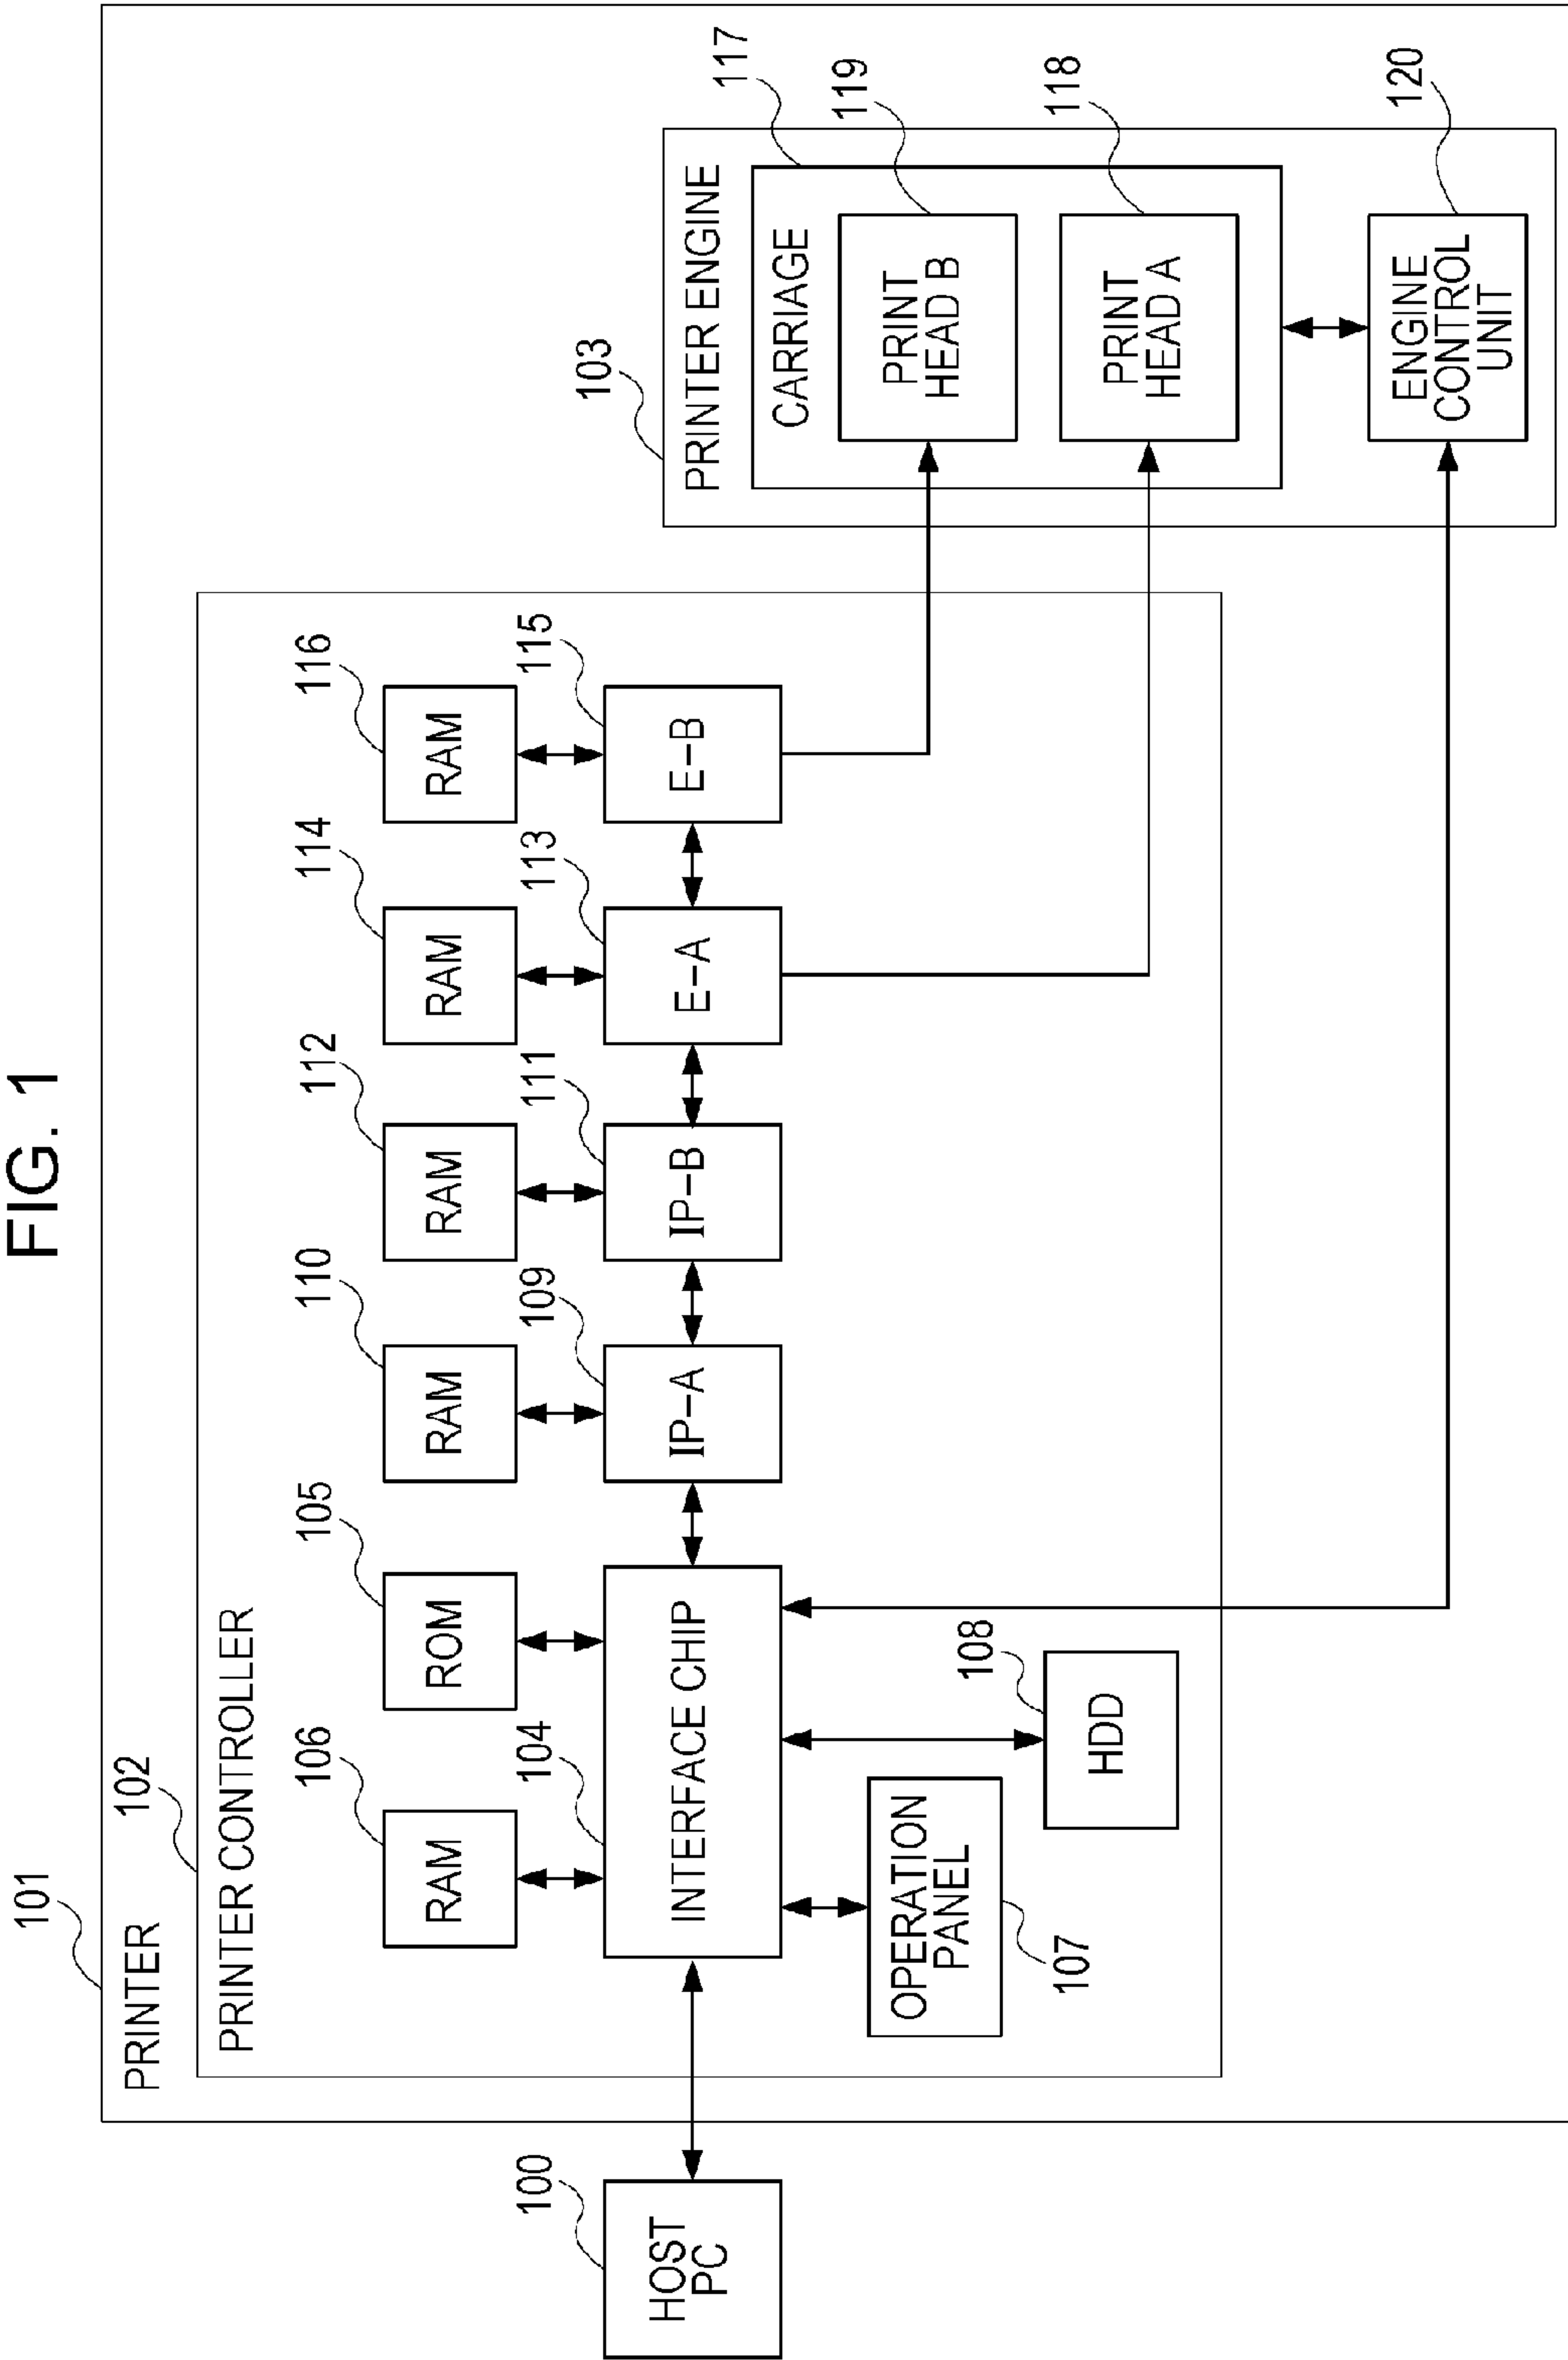 FIG. 1
101
PRINTER
102
PRINTER CONTROLLER
106
RAM
105
ROM
110
RAM
112
RAM
114
RAM
116
RAM
100
HOST
PC
104
INTERFACE CHIP
109
IP-A
111
IP-B
113
E-A
115
E-B
OPERATION
PANEL
107
108
HDD
103
PRINTER ENGINE
117
CARRIAGE
119
PRINT
HEAD B
118
PRINT
HEAD A
120
ENGINE
CONTROL
UNIT